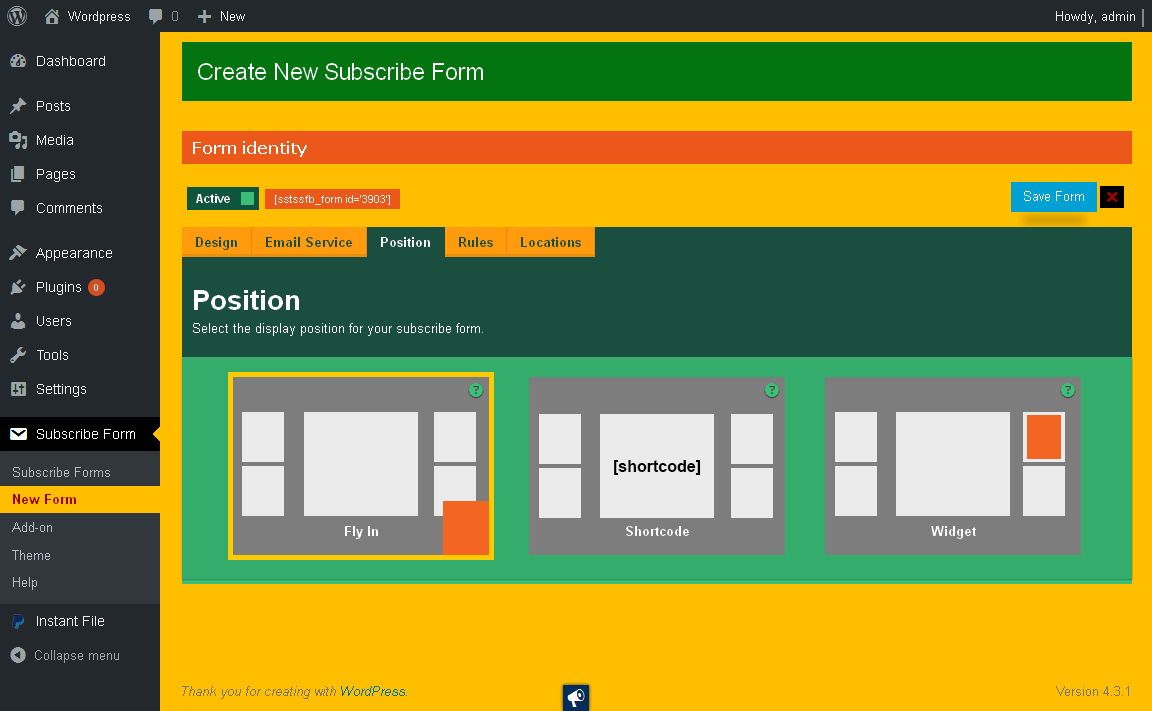 Wordpress 0 New Howdy, admin
Dashboard
Posts
Media
Pages
Comments
Appearance
Plugins 0
Users
Tools
Settings
Subscribe Form
Subscribe Forms
New Form
Add-on
Theme
Help
Instant File
Collapse menu
Create New Subscribe Form
Form identity
Active [sstssfb_form id='3903'] Save Form
Design Email Service Position Rules Locations
Position
Select the display position for your subscribe form.
? ? ?
[shortcode]
Fly In Shortcode Widget
Thank you for creating with WordPress. Version 4.3.1